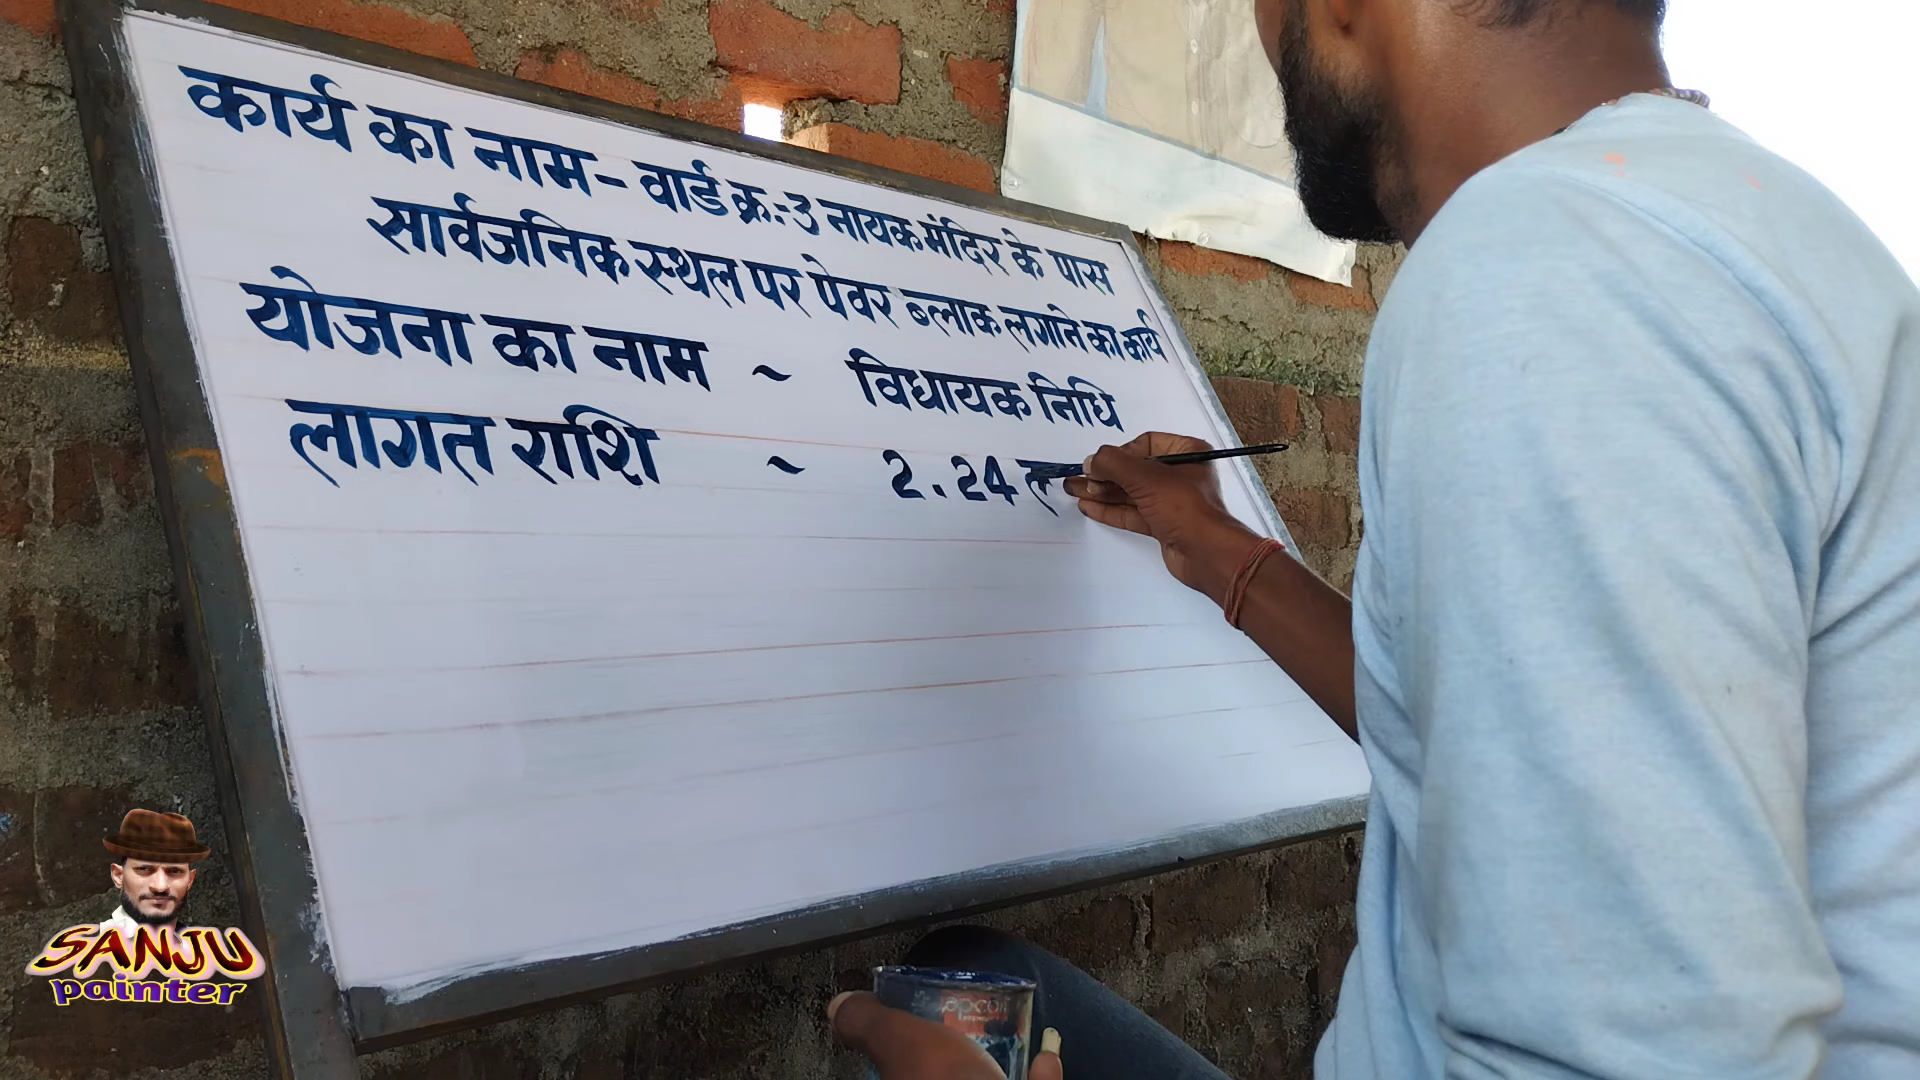 कार्य का नाम- वार्ड क्र.-3 नायक मंदिर के पास
सार्वजनिक स्थल पर पेवर ब्लाक लगाने का कार्य
योजना का नाम ~ विधायक निधि
लागत राशि ~ 2.24
SANJU
painter